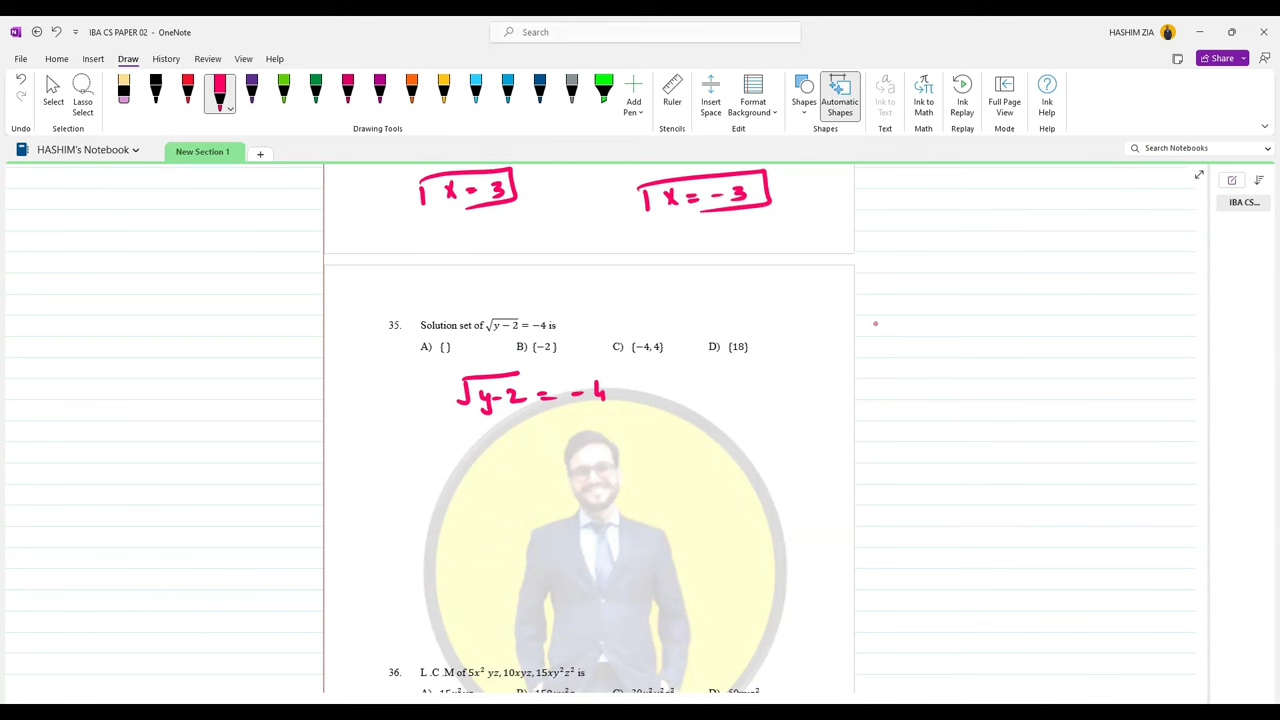 IBA CS PAPER 02 - OneNote
Search
HASHIM ZIA
File Home Insert Draw History Review View Help
Share
Undo
Select
Lasso Select
Selection
Drawing Tools
Add Pen
Ruler
Stencils
Insert Space
Format Background
Edit
Shapes
Automatic Shapes
Shapes
Ink to Text
Text
Ink to Math
Math
Ink Replay
Replay
Full Page View
Mode
Ink Help
Help
HASHIM's Notebook
New Section 1
Search Notebooks
IBA CS...
x = 3 x = -3
35. Solution set of √(y − 2) = −4 is
A) { } B) {−2 } C) {−4, 4} D) {18}
√(y-2) = -4
36. L .C .M of 5x² yz, 10xyz, 15xy²z² is